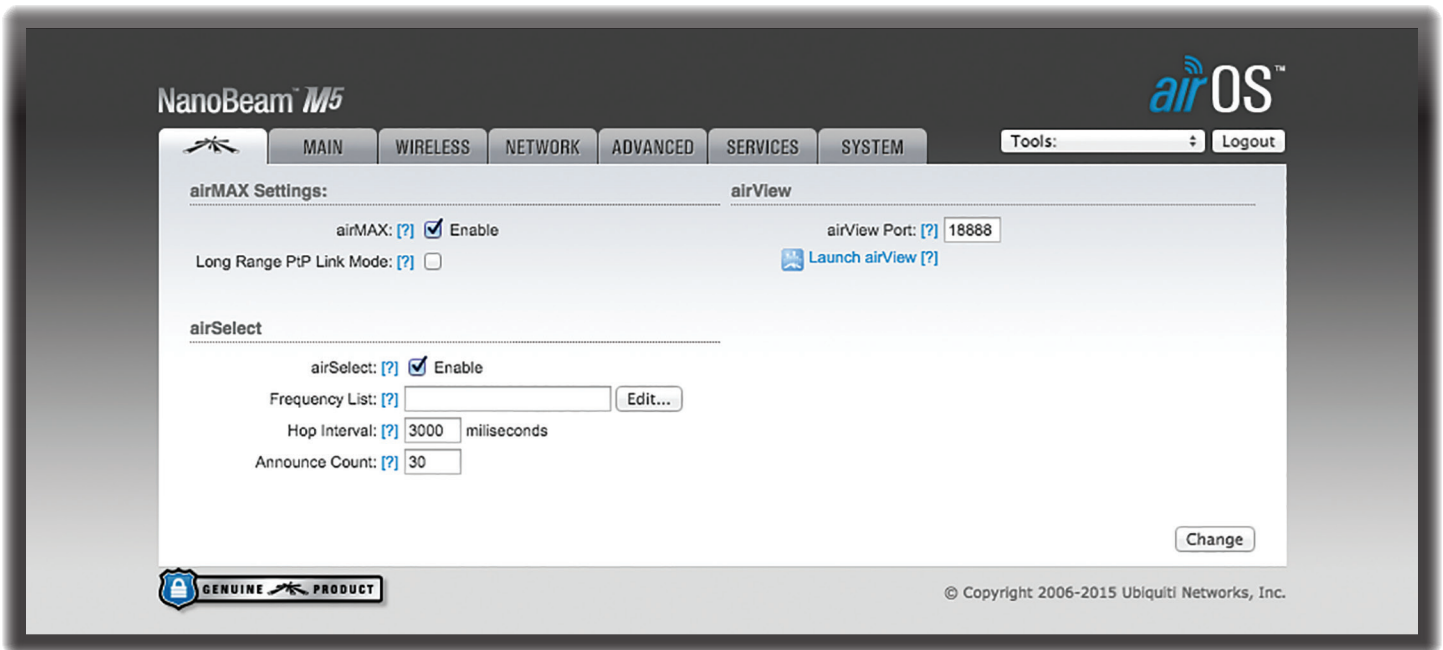 NanoBeam™ M5
airOS™
MAIN WIRELESS NETWORK ADVANCED SERVICES SYSTEM
Tools: Logout
airMAX Settings:
airMAX: [?] Enable
Long Range PtP Link Mode: [?]
airView
airView Port: [?] 18888
Launch airView [?]
airSelect
airSelect: [?] Enable
Frequency List: [?] Edit...
Hop Interval: [?] 3000 miliseconds
Announce Count: [?] 30
Change
GENUINE PRODUCT
© Copyright 2006-2015 Ubiquiti Networks, Inc.